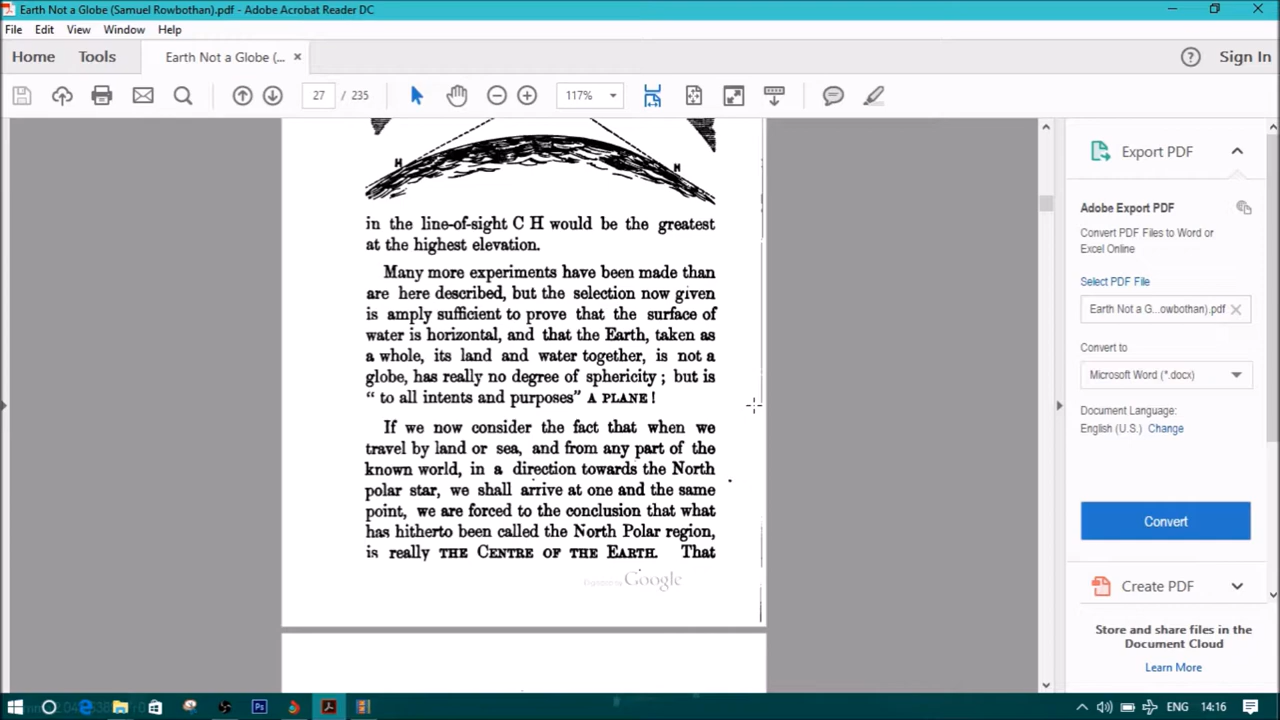 Earth Not a Globe (Samuel Rowbothan).pdf - Adobe Acrobat Reader DC
File Edit View Window Help
Home Tools Earth Not a Globe (... × Sign In
27 / 235 117%
H H
in the line-of-sight C H would be the greatest
at the highest elevation.
Many more experiments have been made than
are here described, but the selection now given
is amply sufficient to prove that the surface of
water is horizontal, and that the Earth, taken as
a whole, its land and water together, is not a
globe, has really no degree of sphericity ; but is
“ to all intents and purposes” A PLANE !
If we now consider the fact that when we
travel by land or sea, and from any part of the
known world, in a direction towards the North
polar star, we shall arrive at one and the same
point, we are forced to the conclusion that what
has hitherto been called the North Polar region,
is really THE CENTRE OF THE EARTH. That
Digitized by Google
Export PDF
Adobe Export PDF
Convert PDF Files to Word or
Excel Online
Select PDF File
Earth Not a G...owbothan).pdf ×
Convert to
Microsoft Word (*.docx)
Document Language:
English (U.S.) Change
Convert
Create PDF
Store and share files in the
Document Cloud
Learn More
ENG 14:16